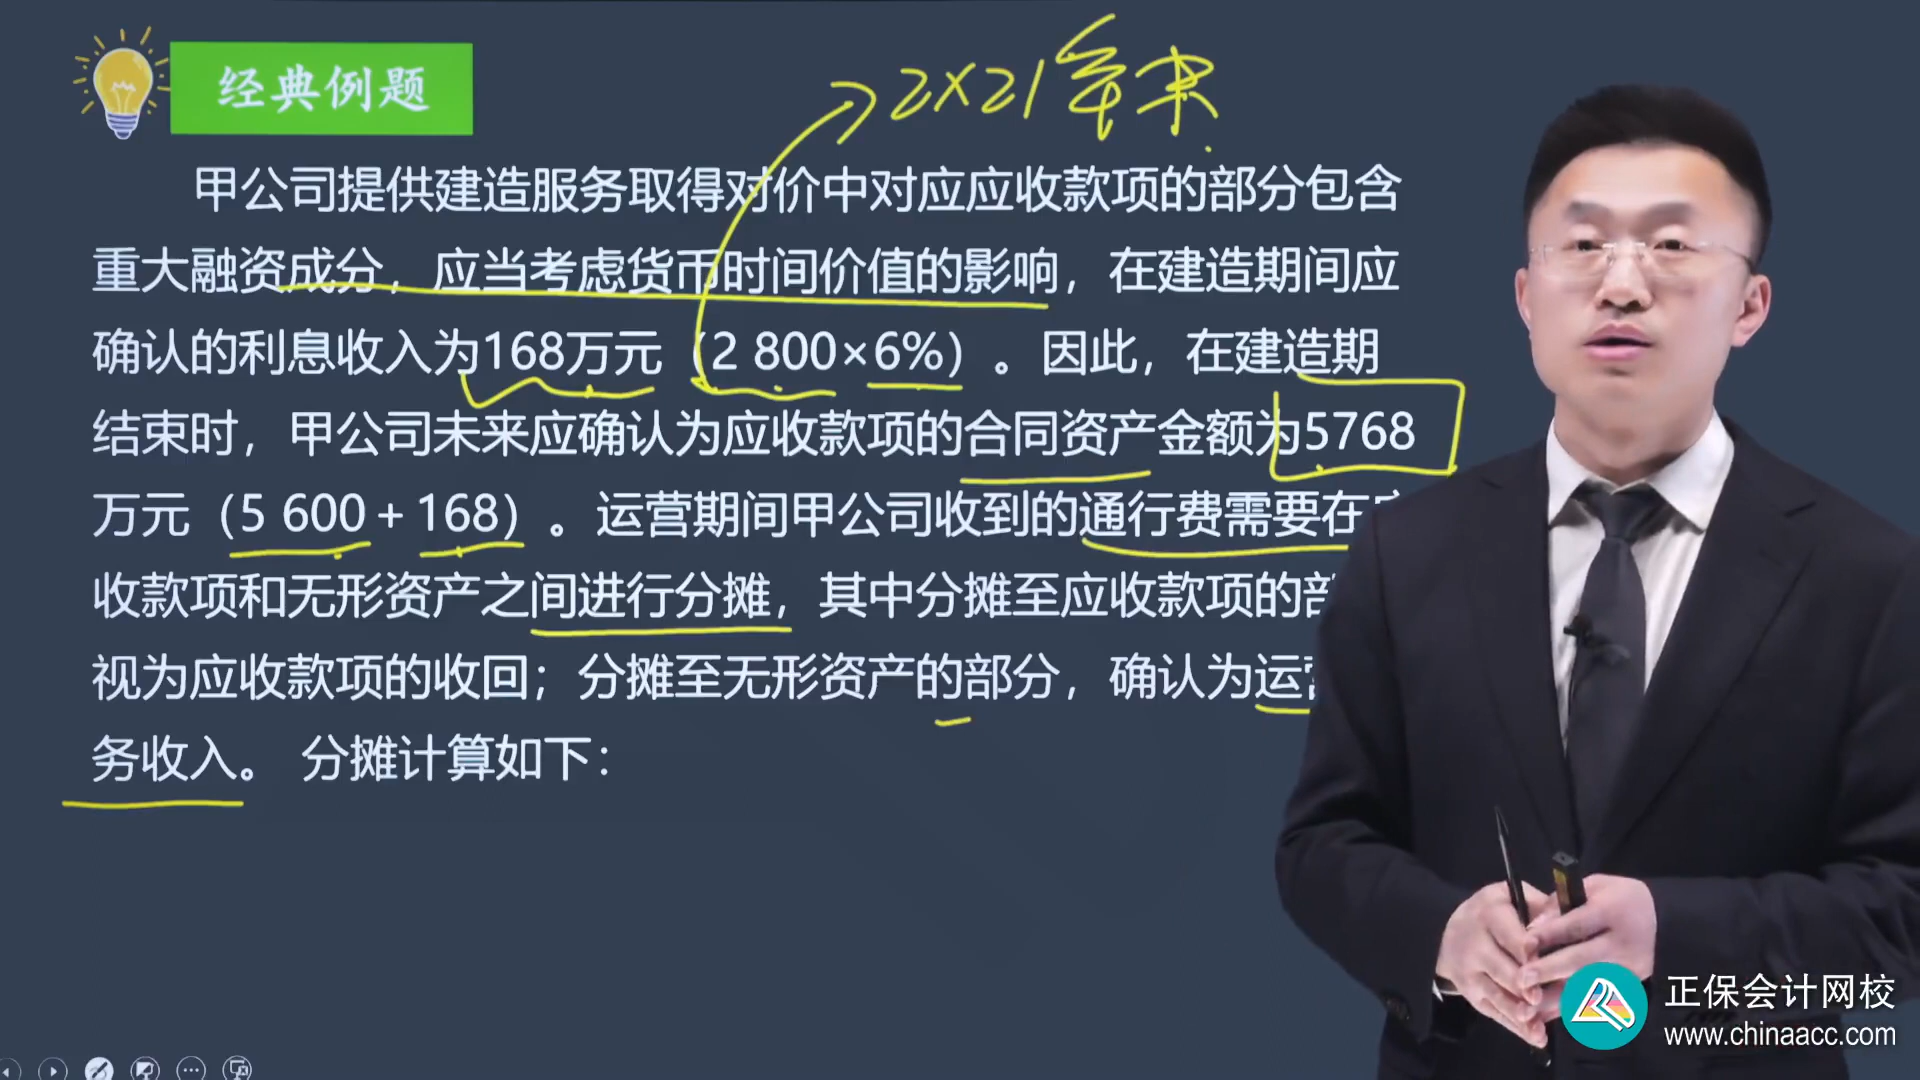 2X21年末
经典例题
甲公司提供建造服务取得对价中对应应收款项的部分包含
重大融资成分，应当考虑货币时间价值的影响，在建造期间应
确认的利息收入为168万元（2 800×6%）。因此，在建造期
结束时，甲公司未来应确认为应收款项的合同资产金额为5768
万元（5 600+168）。运营期间甲公司收到的通行费需要在
收款项和无形资产之间进行分摊，其中分摊至应收款项的
视为应收款项的收回；分摊至无形资产的部分，确认为运
务收入。 分摊计算如下：
正保会计网校
www.chinaacc.com